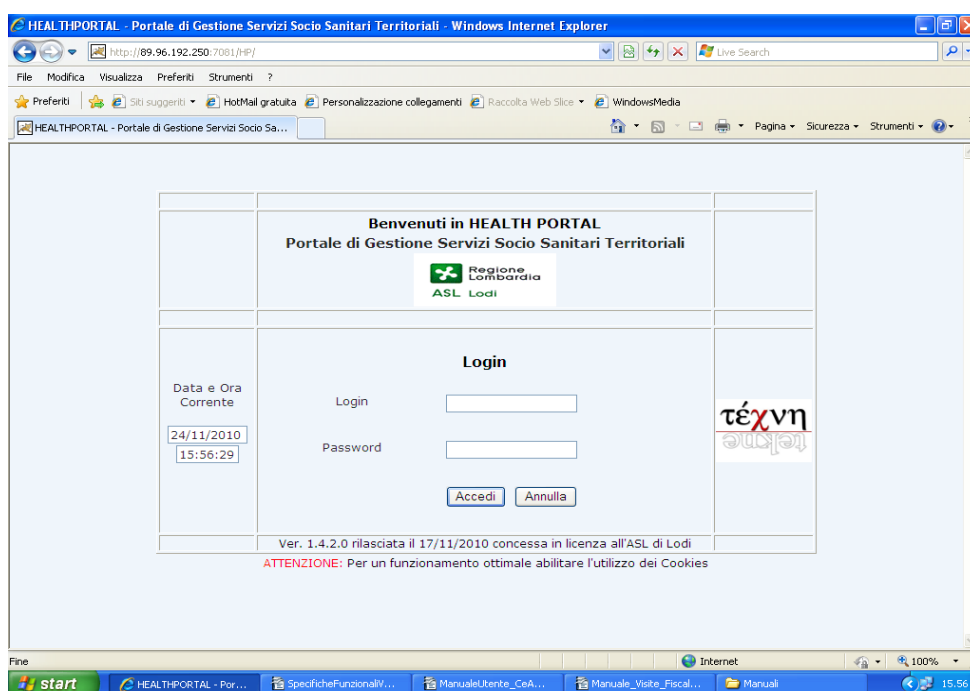 HEALTHPORTAL - Portale di Gestione Servizi Socio Sanitari Territoriali - Windows Internet Explorer
http://89.96.192.250:7081/HP/
Live Search
File Modifica Visualizza Preferiti Strumenti ?
Preferiti Siti suggeriti HotMail gratuita Personalizzazione collegamenti Raccolta Web Slice WindowsMedia
HEALTHPORTAL - Portale di Gestione Servizi Socio Sa... Pagina Sicurezza Strumenti
Benvenuti in HEALTH PORTAL
Portale di Gestione Servizi Socio Sanitari Territoriali
Regione
Lombardia
ASL Lodi
Login
Data e Ora
Corrente
24/11/2010
15:56:29
Login
Password
Accedi Annulla
τέχνη
tekne
Ver. 1.4.2.0 rilasciata il 17/11/2010 concessa in licenza all'ASL di Lodi
ATTENZIONE: Per un funzionamento ottimale abilitare l'utilizzo dei Cookies
Fine Internet 100%
start HEALTHPORTAL - Por... SpecificheFunzionaliV... ManualeUtente_CeA... Manuale_Visite_Fiscal... Manuali 15.56